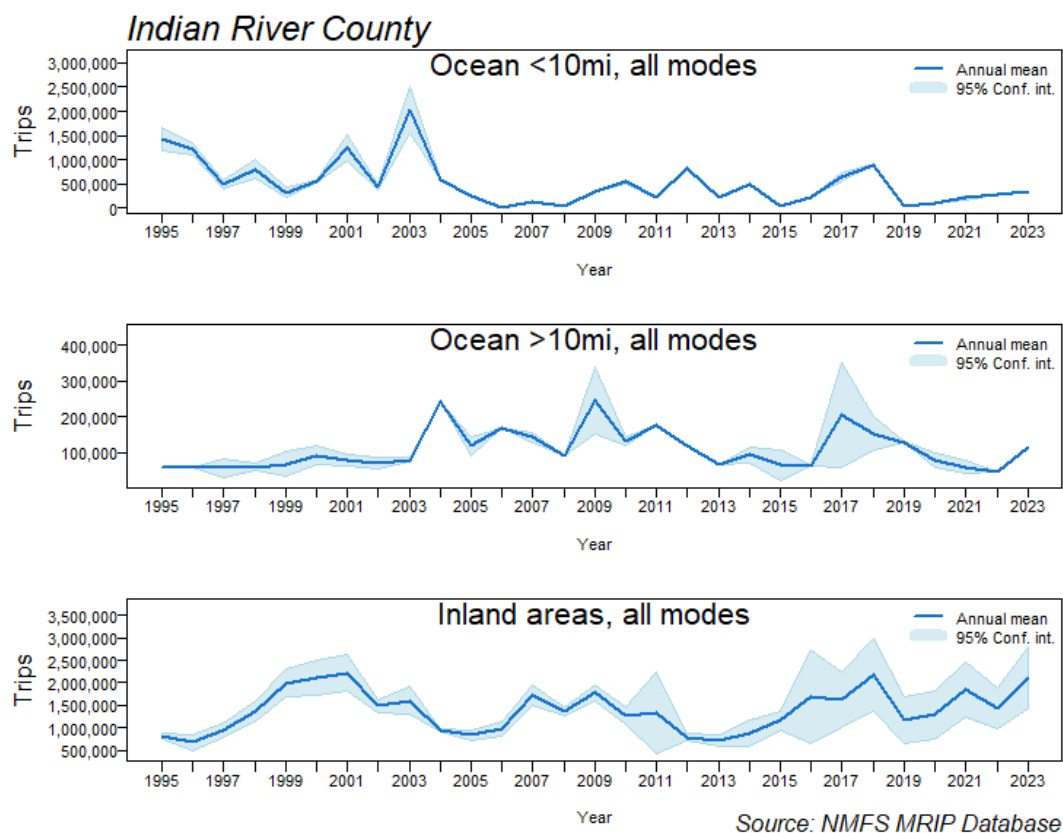 Indian River County
Ocean <10mi, all modes
Annual mean
95% Conf. int.
Trips
3,000,000
2,500,000
2,000,000
1,500,000
1,000,000
500,000
0
1995 1997 1999 2001 2003 2005 2007 2009 2011 2013 2015 2017 2019 2021 2023
Year
Ocean >10mi, all modes
Annual mean
95% Conf. int.
Trips
400,000
300,000
200,000
100,000
1995 1997 1999 2001 2003 2005 2007 2009 2011 2013 2015 2017 2019 2021 2023
Year
Inland areas, all modes
Annual mean
95% Conf. int.
Trips
3,500,000
3,000,000
2,500,000
2,000,000
1,500,000
1,000,000
500,000
1995 1997 1999 2001 2003 2005 2007 2009 2011 2013 2015 2017 2019 2021 2023
Year
Source: NMFS MRIP Database